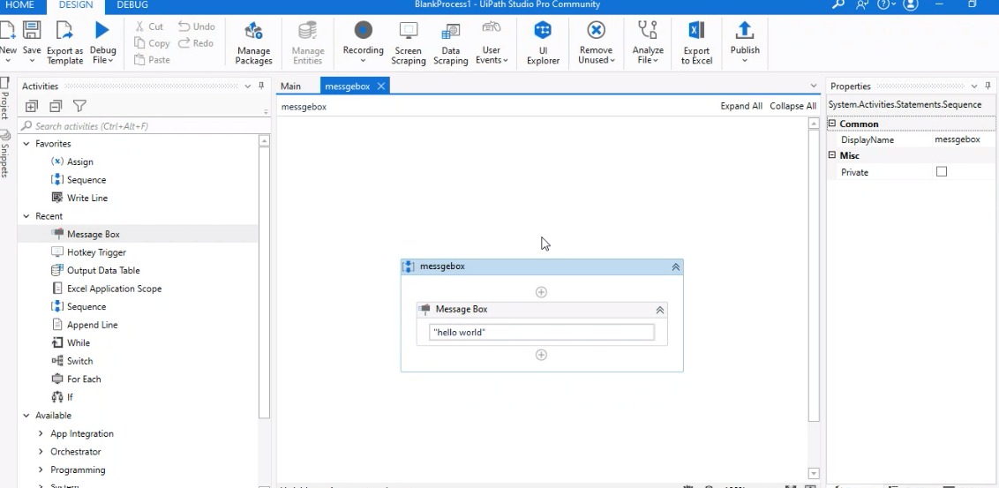 HOME DESIGN DEBUG BlankProcess1 - UiPath Studio Pro Community
New Save Export as Template Debug File Cut Copy Paste Undo Redo Manage Packages Manage Entities Recording Screen Scraping Data Scraping User Events UI Explorer Remove Unused Analyze File Export to Excel Publish
Project
Snippets
Activities
Search activities (Ctrl+Alt+F)
Favorites
Assign
Sequence
Write Line
Recent
Message Box
Hotkey Trigger
Output Data Table
Excel Application Scope
Sequence
Append Line
While
Switch
For Each
If
Available
App Integration
Orchestrator
Programming
System
Main messgebox
messgebox Expand All Collapse All
messgebox
Message Box
"hello world"
Properties
System.Activities.Statements.Sequence
Common
DisplayName messgebox
Misc
Private